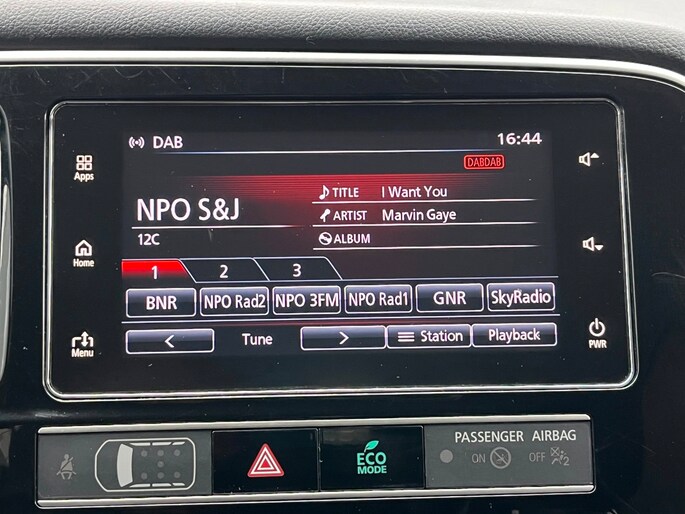 DAB 16:44
DABDAB
Apps
TITLE I Want You
NPO S&J
ARTIST Marvin Gaye
12C
ALBUM
Home
1 2 3
BNR NPO Rad2 NPO 3FM NPO Rad1 GNR SkyRadio
Menu
Tune
Station
Playback
PWR
PASSENGER AIRBAG
ECO
MODE
ON OFF
2